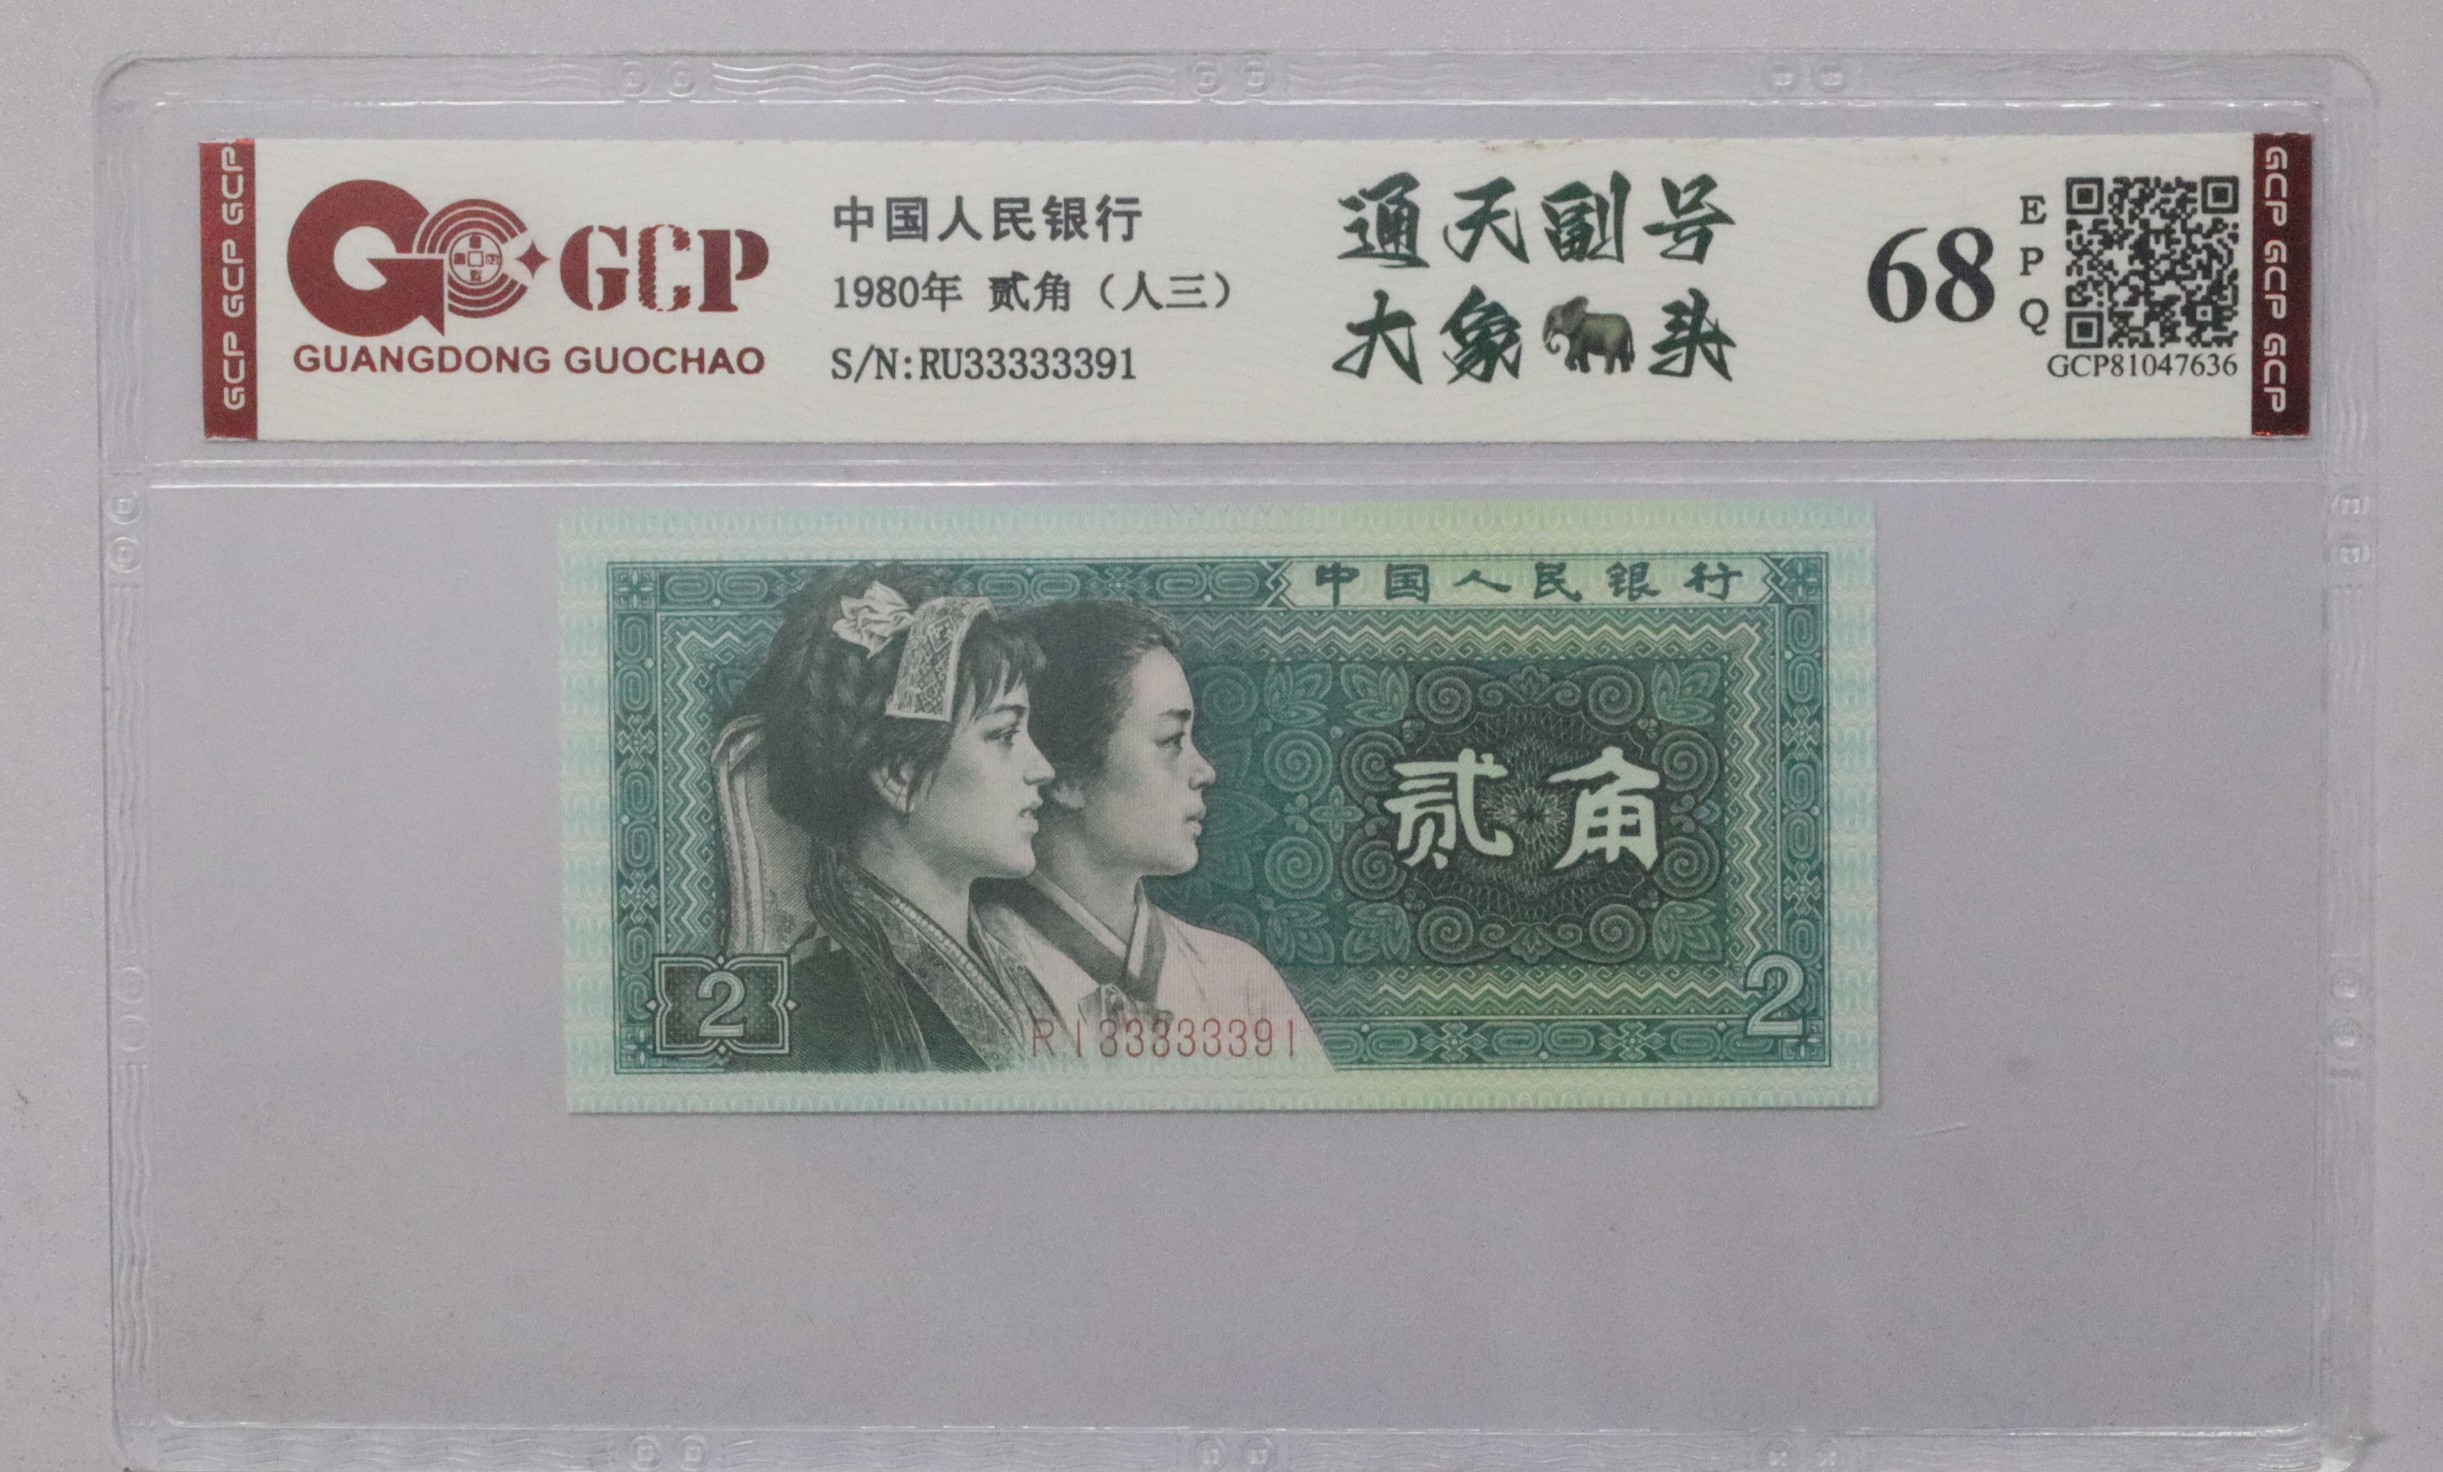 GCP GCP GCP
GCP
GUANGDONG GUOCHAO
中国人民银行
1980年 贰角（人三）
S/N:RU33333391
通天副号
大象头
68
EPQ
GCP81047636
GCP GCP GCP
中国人民银行
贰角
2
2
RI33333391